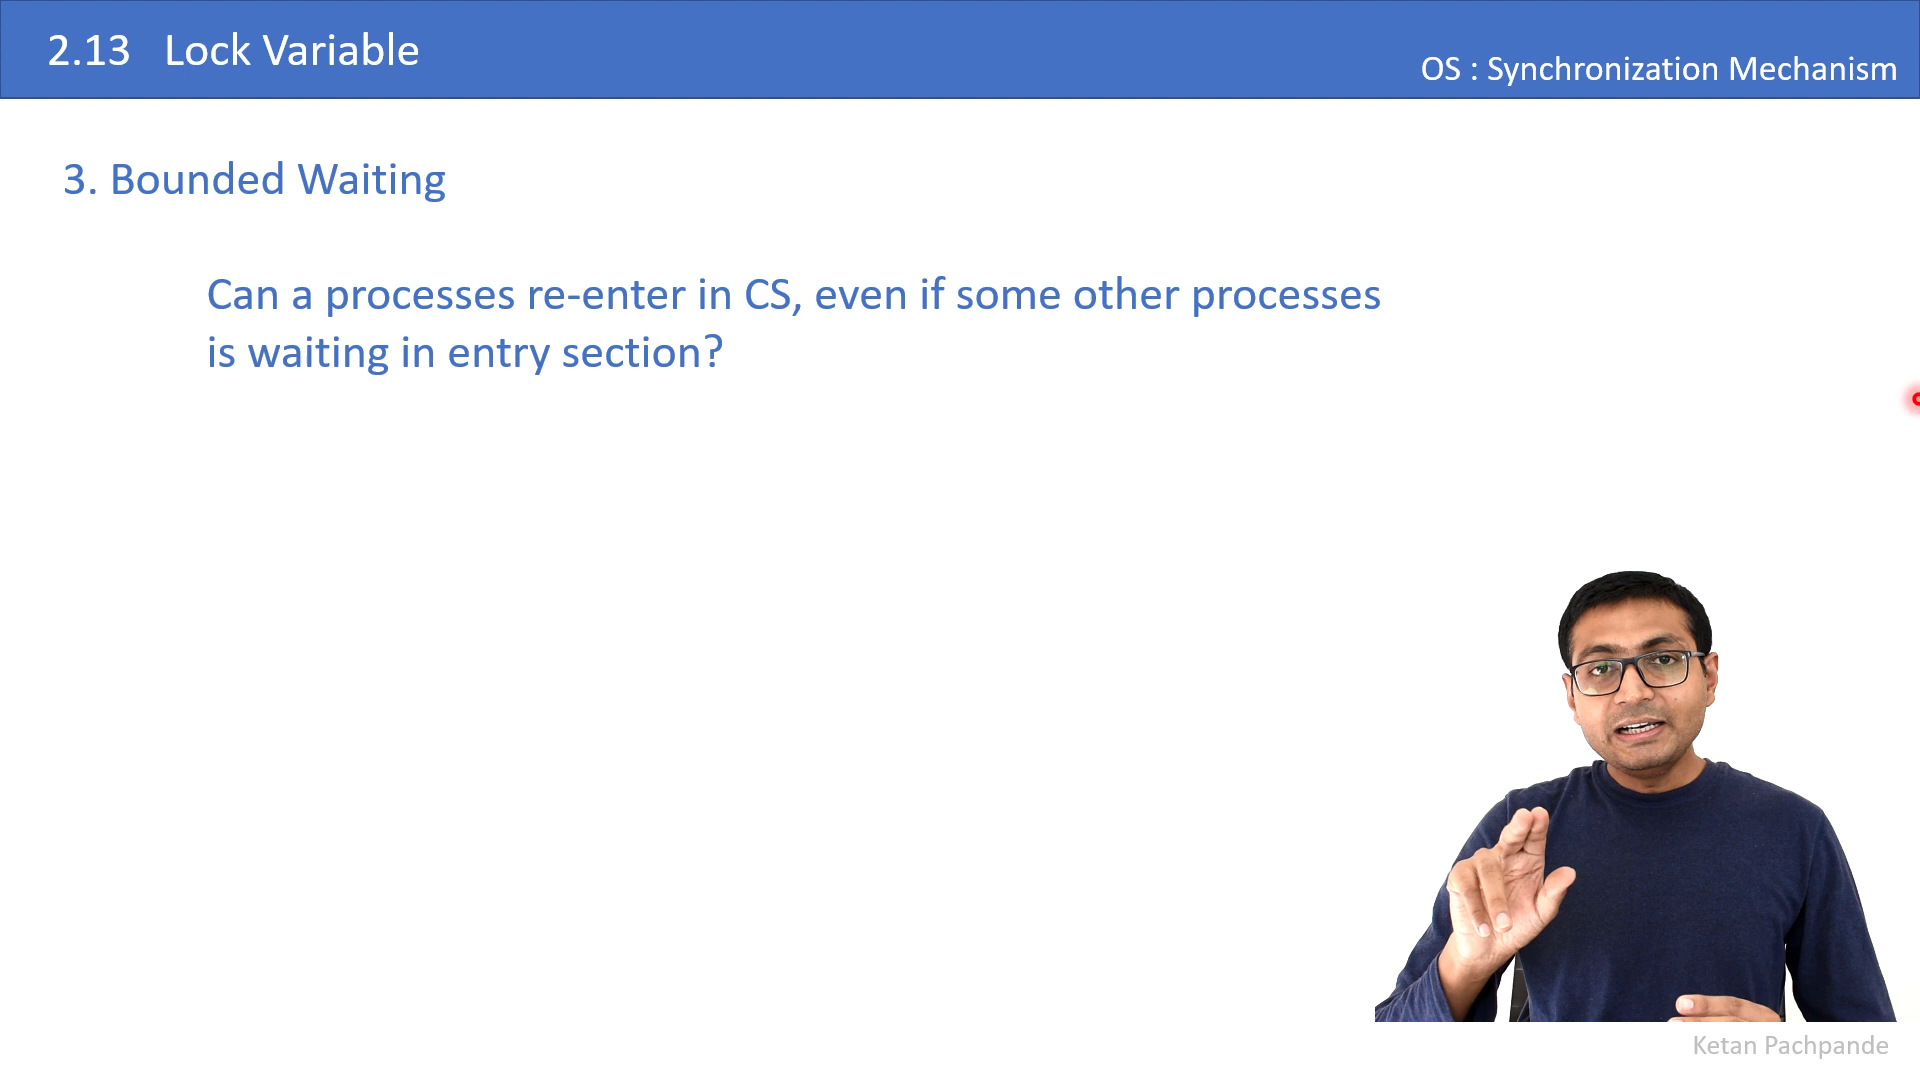 2.13 Lock Variable
OS : Synchronization Mechanism
3. Bounded Waiting
Can a processes re-enter in CS, even if some other processes
is waiting in entry section?
Ketan Pachpande